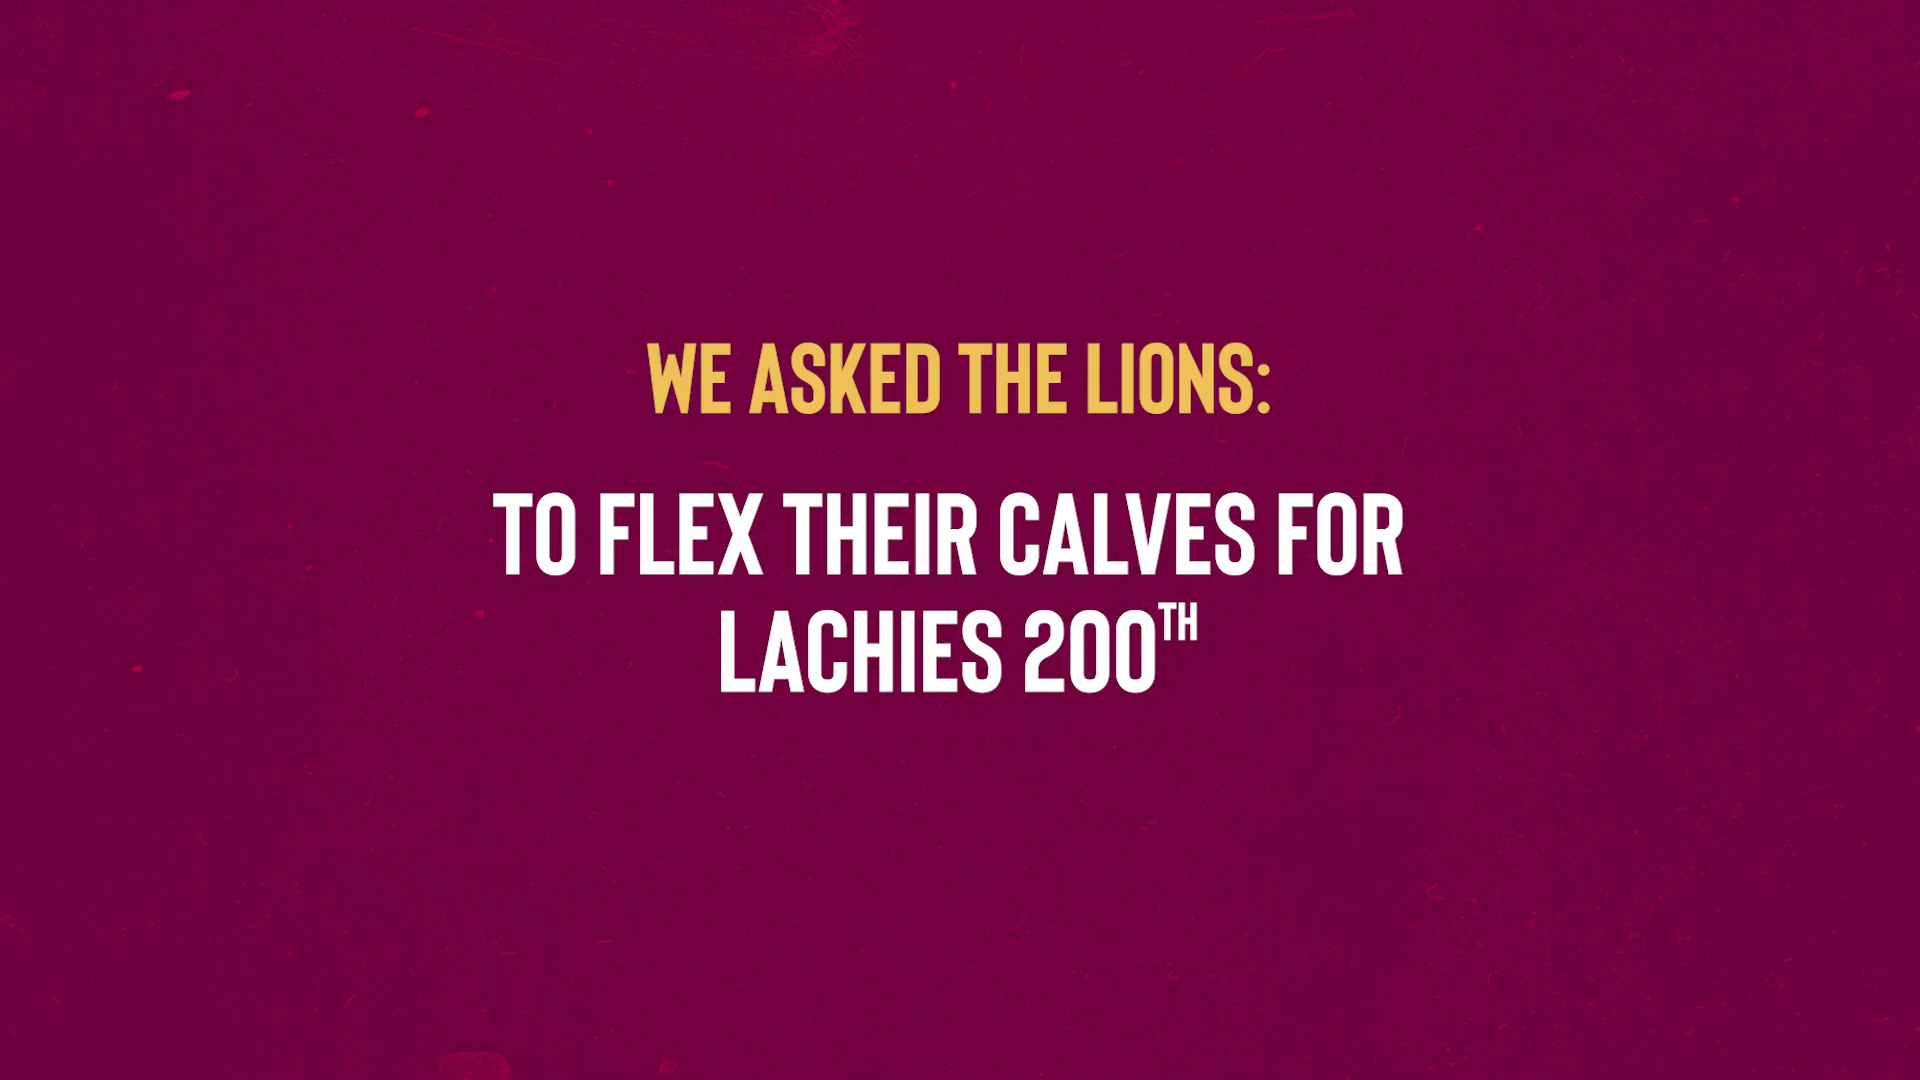 WE ASKED THE LIONS:
TO FLEX THEIR CALVES FOR
LACHIES 200TH